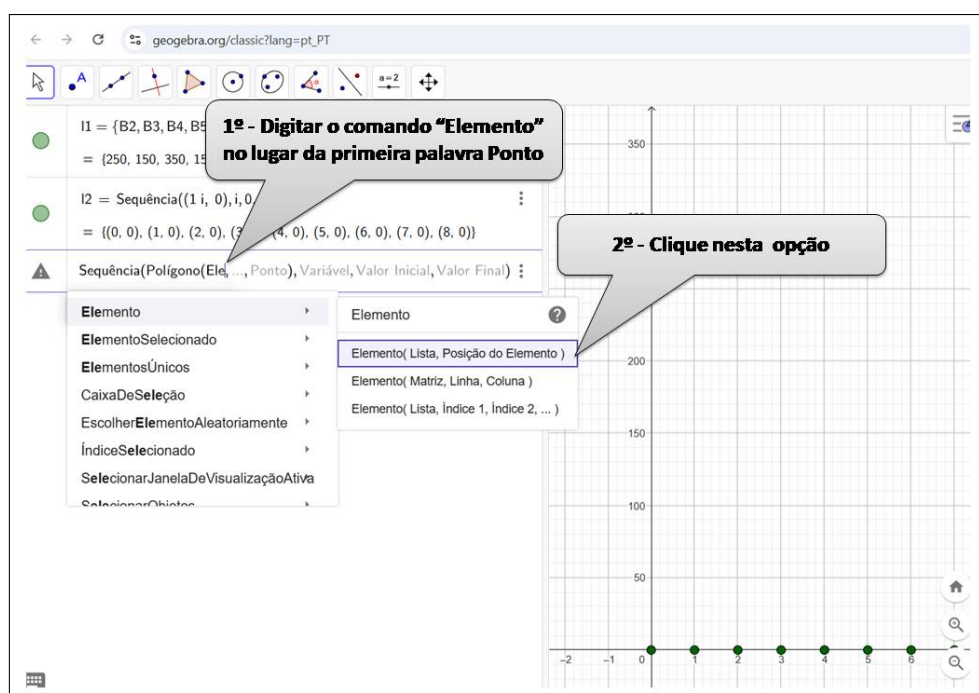 geogebra.org/classic?lang=pt_PT
A
a=2
l1 = {B2, B3, B4, B5
= {250, 150, 350, 15
1º - Digitar o comando “Elemento”
no lugar da primeira palavra Ponto
l2 = Sequência((1 i, 0), i, 0,
= {(0, 0), (1, 0), (2, 0), (3 (4, 0), (5, 0), (6, 0), (7, 0), (8, 0)}
2º - Clique nesta opção
Sequência(Polígono(Ele, ..., Ponto), Variável, Valor Inicial, Valor Final)
Elemento
ElementoSelecionado
ElementosÚnicos
CaixaDeSeleção
EscolherElementoAleatoriamente
ÍndiceSelecionado
SelecionarJanelaDeVisualizaçãoAtiva
SelecionarObjetos
Elemento
Elemento( Lista, Posição do Elemento )
Elemento( Matriz, Linha, Coluna )
Elemento( Lista, Índice 1, Índice 2, ... )
350
200
150
100
50
-2 -1 0 1 2 3 4 5 6